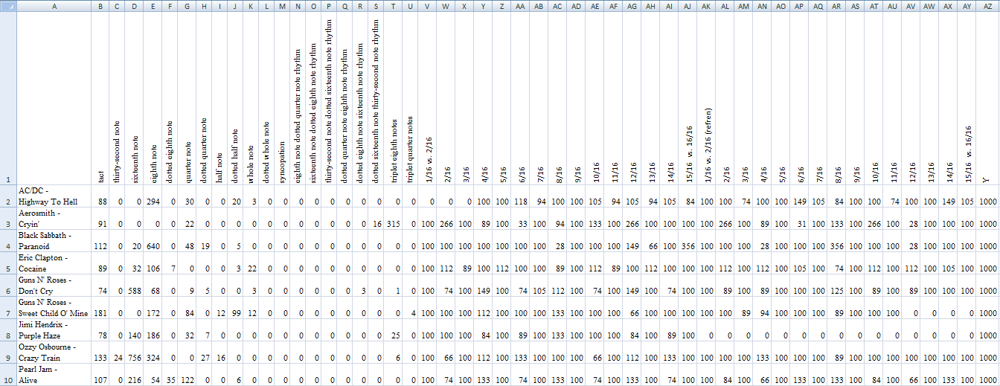 A B C D E F G H I J K L M N O P Q R S T U V W X Y Z AA AB AC AD AE AF AG AH AI AJ AK AL AM AN AO AP AQ AR AS AT AU AV AW AX AY AZ
1 tact thirty-second note sixteenth note eighth note dotted eighth note quarter note dotted quarter note half note dotted half note whole note dotted whole note syncopation eighth note dotted quarter note rhythm sixteenth note dotted eighth note rhythm thirty-second note dotted sixteenth note rhythm dotted quarter note eighth note rhythm dotted eighth note sixteenth note rhythm dotted sixteenth note thirty-second note rhythm triplet eighth notes triplet quarter notes 1/16 vs. 2/16 2/16 3/16 4/16 5/16 6/16 7/16 8/16 9/16 10/16 11/16 12/16 13/16 14/16 15/16 vs. 16/16 1/16 vs. 2/16 (refren) 2/16 3/16 4/16 5/16 6/16 7/16 8/16 9/16 10/16 11/16 12/16 13/16 14/16 15/16 vs. 16/16 Y
AC/DC -
2 Highway To Hell 88 0 0 294 0 30 0 0 20 3 0 0 0 0 0 0 0 0 0 0 0 0 0 100 100 118 94 100 100 105 94 105 94 105 84 100 100 74 100 100 149 105 84 100 100 74 100 100 149 105 1000
Aerosmith -
3 Cryin' 91 0 0 0 0 22 0 0 0 0 0 0 0 0 0 0 0 16 315 0 100 266 100 89 100 33 100 94 100 133 100 266 100 100 100 100 266 100 89 100 31 100 133 100 266 100 28 100 100 100 1000
Black Sabbath -
4 Paranoid 112 0 20 640 0 48 19 0 5 0 0 0 0 0 0 0 0 0 0 0 100 100 100 100 100 100 100 28 100 100 100 149 66 100 356 100 100 100 28 100 100 100 356 100 100 100 28 100 100 100 1000
Eric Clapton -
5 Cocaine 89 0 32 106 7 0 0 0 3 22 0 0 0 0 0 0 0 0 0 0 100 112 89 100 112 100 100 89 100 112 89 100 112 100 100 100 112 100 112 100 105 100 74 100 112 100 112 100 105 100 1000
Guns N' Roses -
6 Don't Cry 74 0 588 68 0 9 5 0 0 3 0 0 0 0 0 0 3 0 1 0 100 74 100 149 100 74 105 112 100 74 100 149 100 74 100 100 89 100 89 100 100 100 125 100 89 100 89 100 100 100 1000
Guns N' Roses -
7 Sweet Child O' Mine 181 0 0 172 0 84 0 12 99 12 0 0 0 0 0 0 0 0 0 4 100 100 100 112 100 100 100 133 100 100 100 66 100 100 100 100 100 89 94 100 100 100 89 100 100 100 0 0 0 0 1000
Jimi Hendrix -
8 Purple Haze 78 0 140 186 0 32 7 0 0 0 0 0 0 0 0 0 0 0 25 0 100 100 100 84 100 89 100 133 100 100 100 84 100 89 100 0 0 0 0 0 0 0 0 0 0 0 0 0 0 0 1000
Ozzy Osbourne -
9 Crazy Train 133 24 756 324 0 0 27 16 0 0 0 0 0 0 0 0 0 0 6 0 100 66 100 112 100 133 100 100 100 66 100 112 100 133 100 100 100 100 133 100 100 100 89 100 100 100 100 100 100 100 1000
Pearl Jam -
10 Alive 107 0 216 54 35 122 0 0 6 0 0 0 0 0 0 0 0 0 0 0 100 74 100 133 100 74 100 133 100 74 100 133 100 74 100 100 84 100 66 100 133 100 133 100 84 100 66 100 133 100 1000